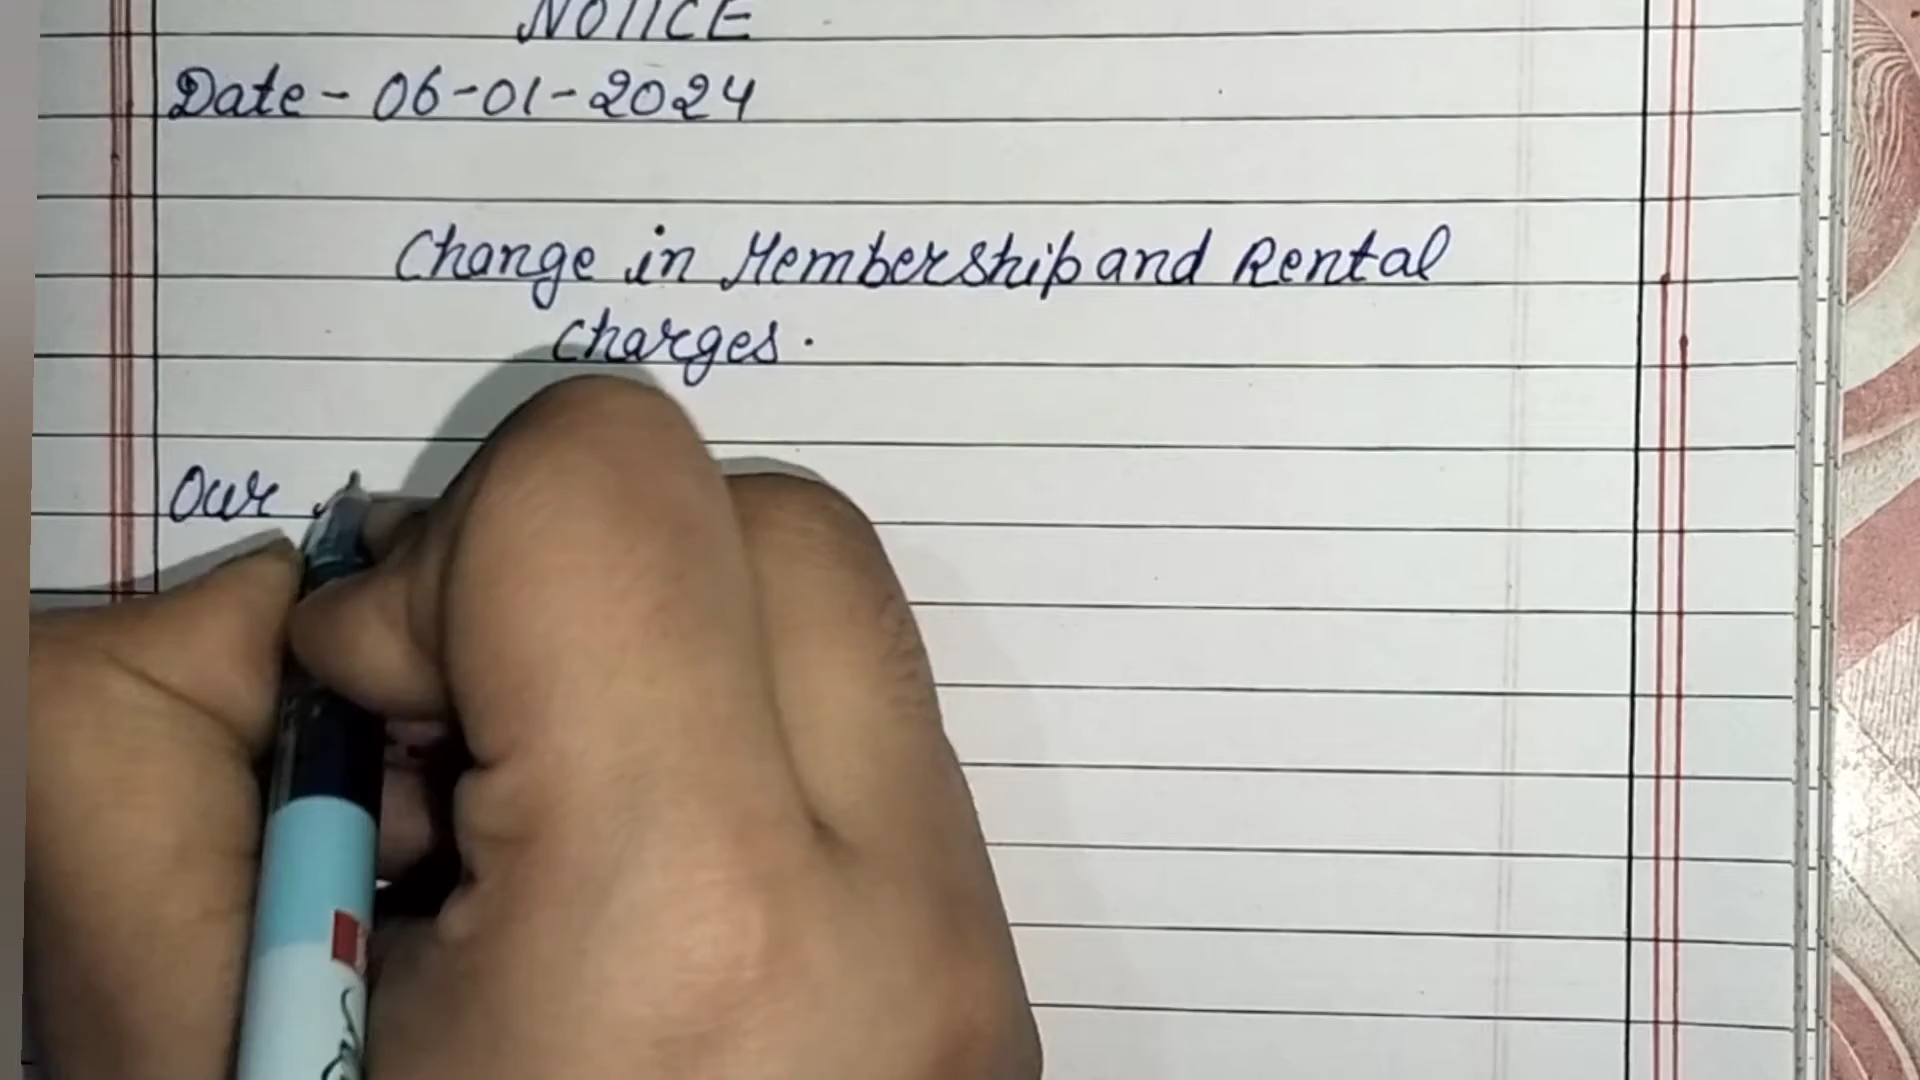 NOTICE
Date - 06-01-2024
Change in Membership and Rental
Charges.
Our